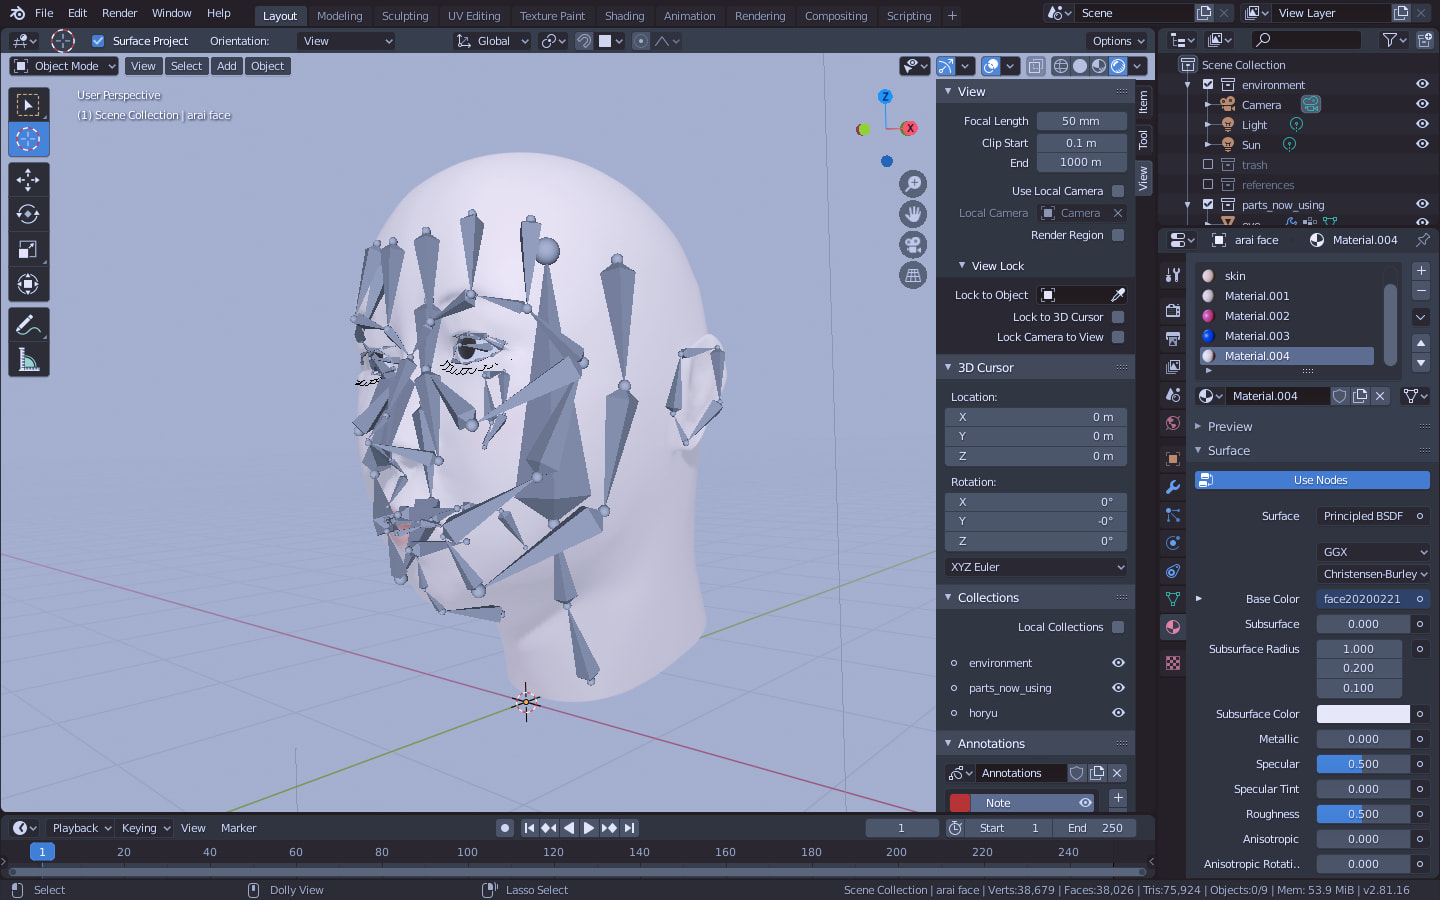 File Edit Render Window Help Layout Modeling Sculpting UV Editing Texture Paint Shading Animation Rendering Compositing Scripting + Scene View Layer
Surface Project Orientation: View Global Options
Object Mode View Select Add Object
User Perspective
(1) Scene Collection | arai face
Z
X
View
Focal Length 50 mm
Clip Start 0.1 m
End 1000 m
Use Local Camera
Local Camera Camera
Render Region
View Lock
Lock to Object
Lock to 3D Cursor
Lock Camera to View
3D Cursor
Location:
X 0 m
Y 0 m
Z 0 m
Rotation:
X 0°
Y -0°
Z 0°
XYZ Euler
Collections
Local Collections
environment
parts_now_using
horyu
Annotations
Annotations
Note
Item
Tool
View
Scene Collection
environment
Camera
Light
Sun
trash
references
parts_now_using
arai face Material.004
skin
Material.001
Material.002
Material.003
Material.004
Material.004
Preview
Surface
Use Nodes
Surface Principled BSDF
GGX
Christensen-Burley
Base Color face20200221
Subsurface 0.000
Subsurface Radius 1.000
0.200
0.100
Subsurface Color
Metallic 0.000
Specular 0.500
Specular Tint 0.000
Roughness 0.500
Anisotropic 0.000
Anisotropic Rotati.. 0.000
Playback Keying View Marker 1 Start 1 End 250
1 20 40 60 80 100 120 140 160 180 200 220 240
Select Dolly View Lasso Select Scene Collection | arai face | Verts:38,679 | Faces:38,026 | Tris:75,924 | Objects:0/9 | Mem: 53.9 MiB | v2.81.16